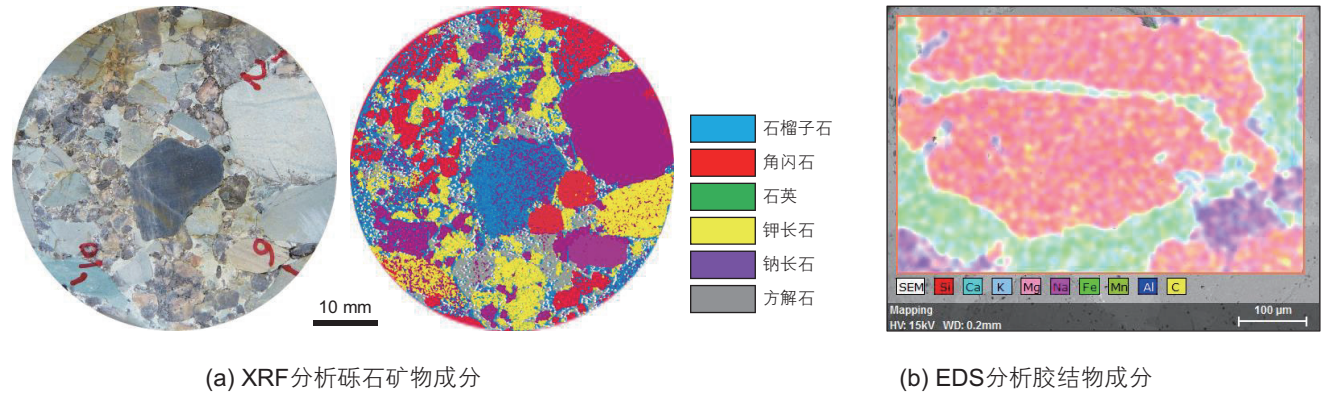 石榴子石
角闪石
石英
钾长石
钠长石
方解石
10 mm
(a) XRF分析砾石矿物成分
SEM Si Ca K Mg Na Fe Mn Al C
Mapping
HV: 15kV WD: 0.2mm
100 μm
(b) EDS分析胶结物成分